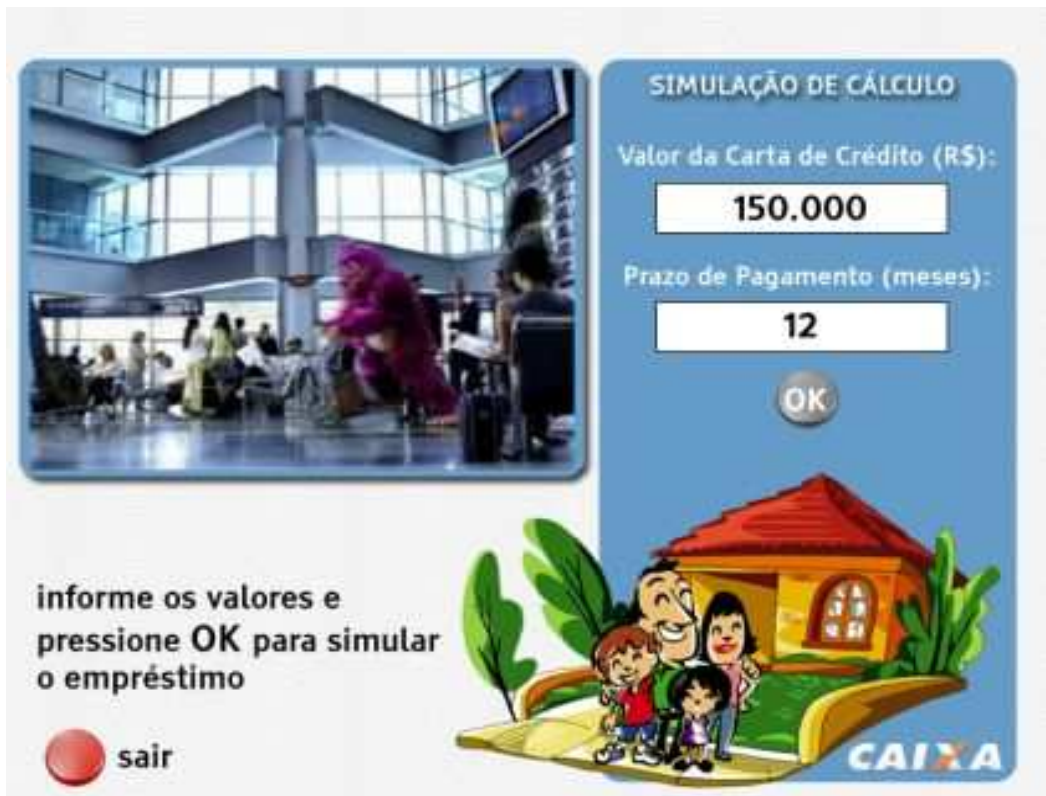 SIMULAÇÃO DE CÁLCULO
Valor da Carta de Crédito (R$):
150.000
Prazo de Pagamento (meses):
12
OK
informe os valores e
pressione OK para simular
o empréstimo
sair
CAIXA